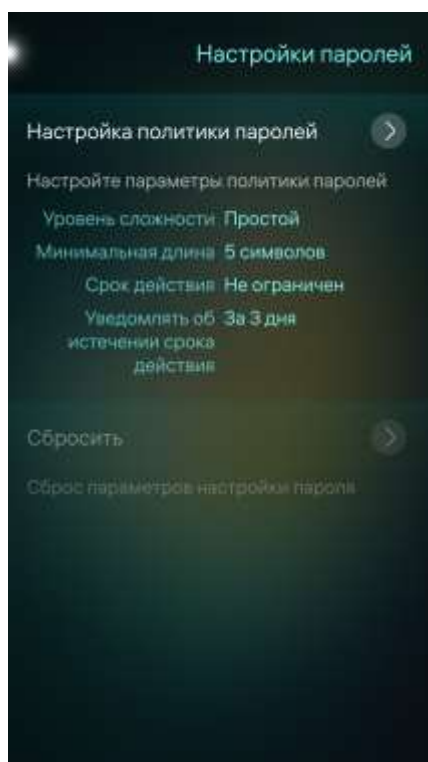 Настройки паролей
Настройка политики паролей
Настройте параметры политики паролей
Уровень сложности Простой
Минимальная длина 5 символов
Срок действия Не ограничен
Уведомлять об За 3 дня
истечении срока
действия
Сбросить
Сброс параметров настройки пароля